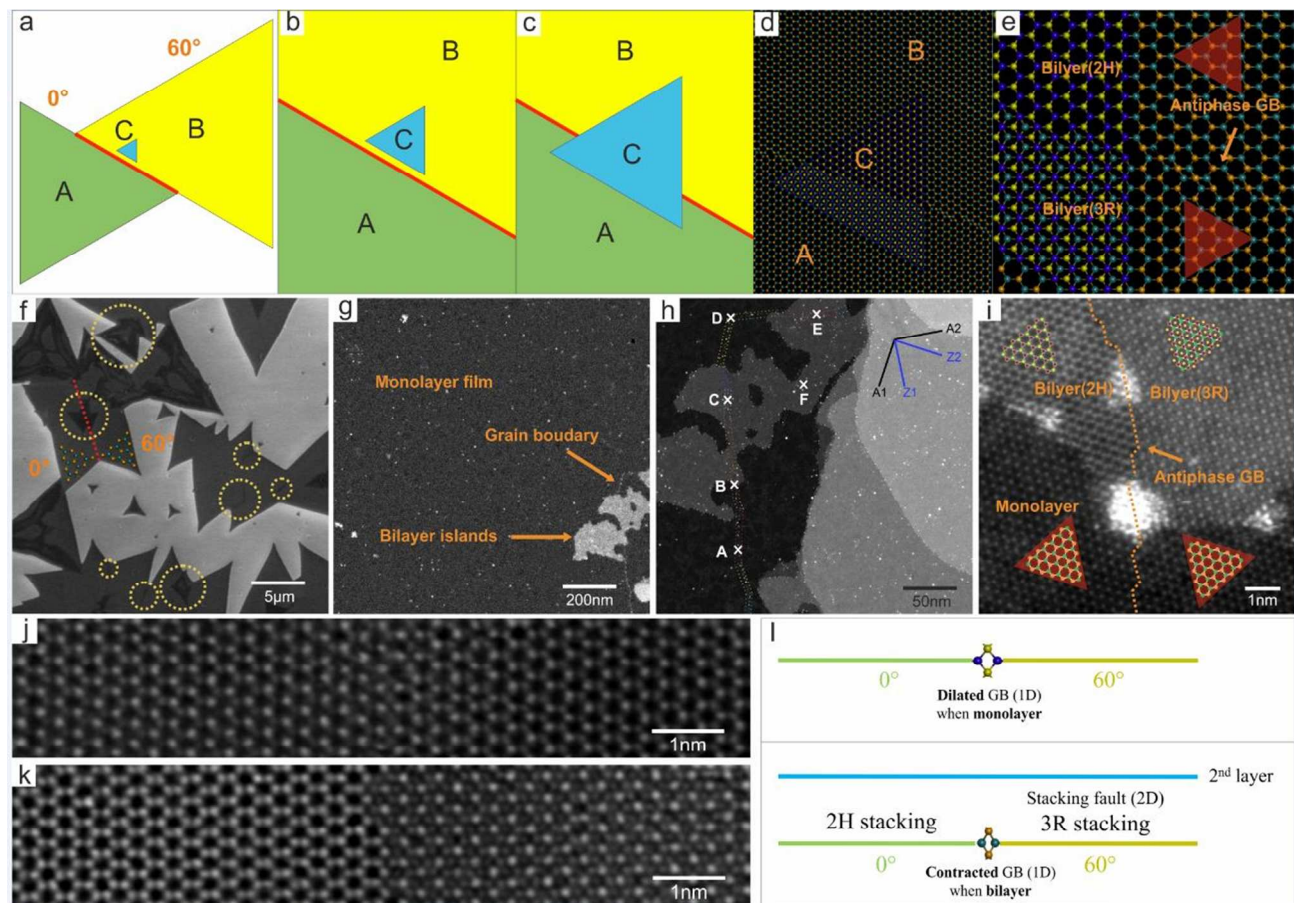 a
60°
0°
C
B
A
b
B
C
A
c
B
C
A
d
B
C
A
e
Bilyer(2H)
Antiphase GB
Bilyer(3R)
f
60°
0°
5μm
g
Monolayer film
Grain boudary
Bilayer islands
200nm
h
D
E
A2
Z2
A1
Z1
C
F
B
A
50nm
i
Bilyer(2H)
Bilyer(3R)
Antiphase GB
Monolayer
1nm
j
1nm
k
1nm
l
0°
60°
Dilated GB (1D)
when monolayer
2nd layer
Stacking fault (2D)
2H stacking
3R stacking
0°
60°
Contracted GB (1D)
when bilayer